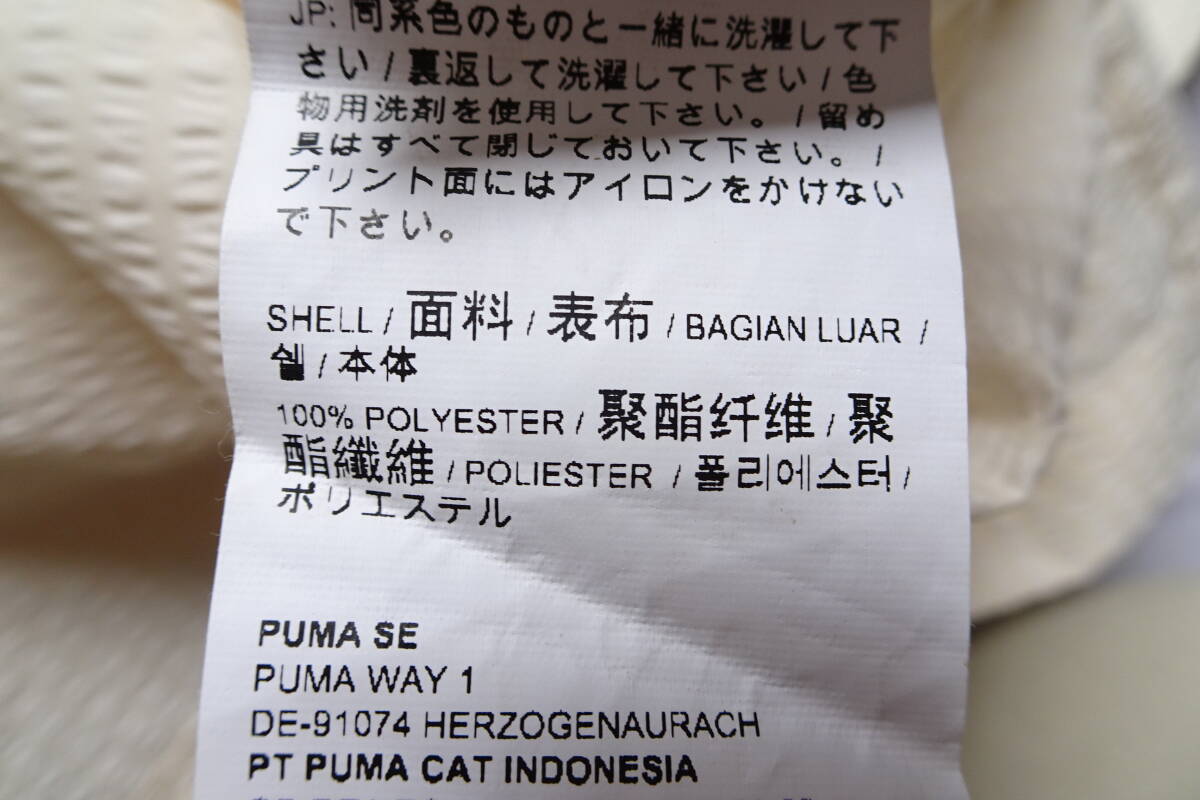 JP: 同系色のものと一緒に洗濯して下
さい / 裏返して洗濯して下さい / 色
物用洗剤を使用して下さい。 / 留め
具はすべて閉じておいて下さい。 /
プリント面にはアイロンをかけない
で下さい。
SHELL / 面料 / 表布 / BAGIAN LUAR /
쉘 / 本体
100% POLYESTER / 聚酯纤维 / 聚
酯纖維 / POLIESTER / 폴리에스터 /
ポリエステル
PUMA SE
PUMA WAY 1
DE-91074 HERZOGENAURACH
PT PUMA CAT INDONESIA